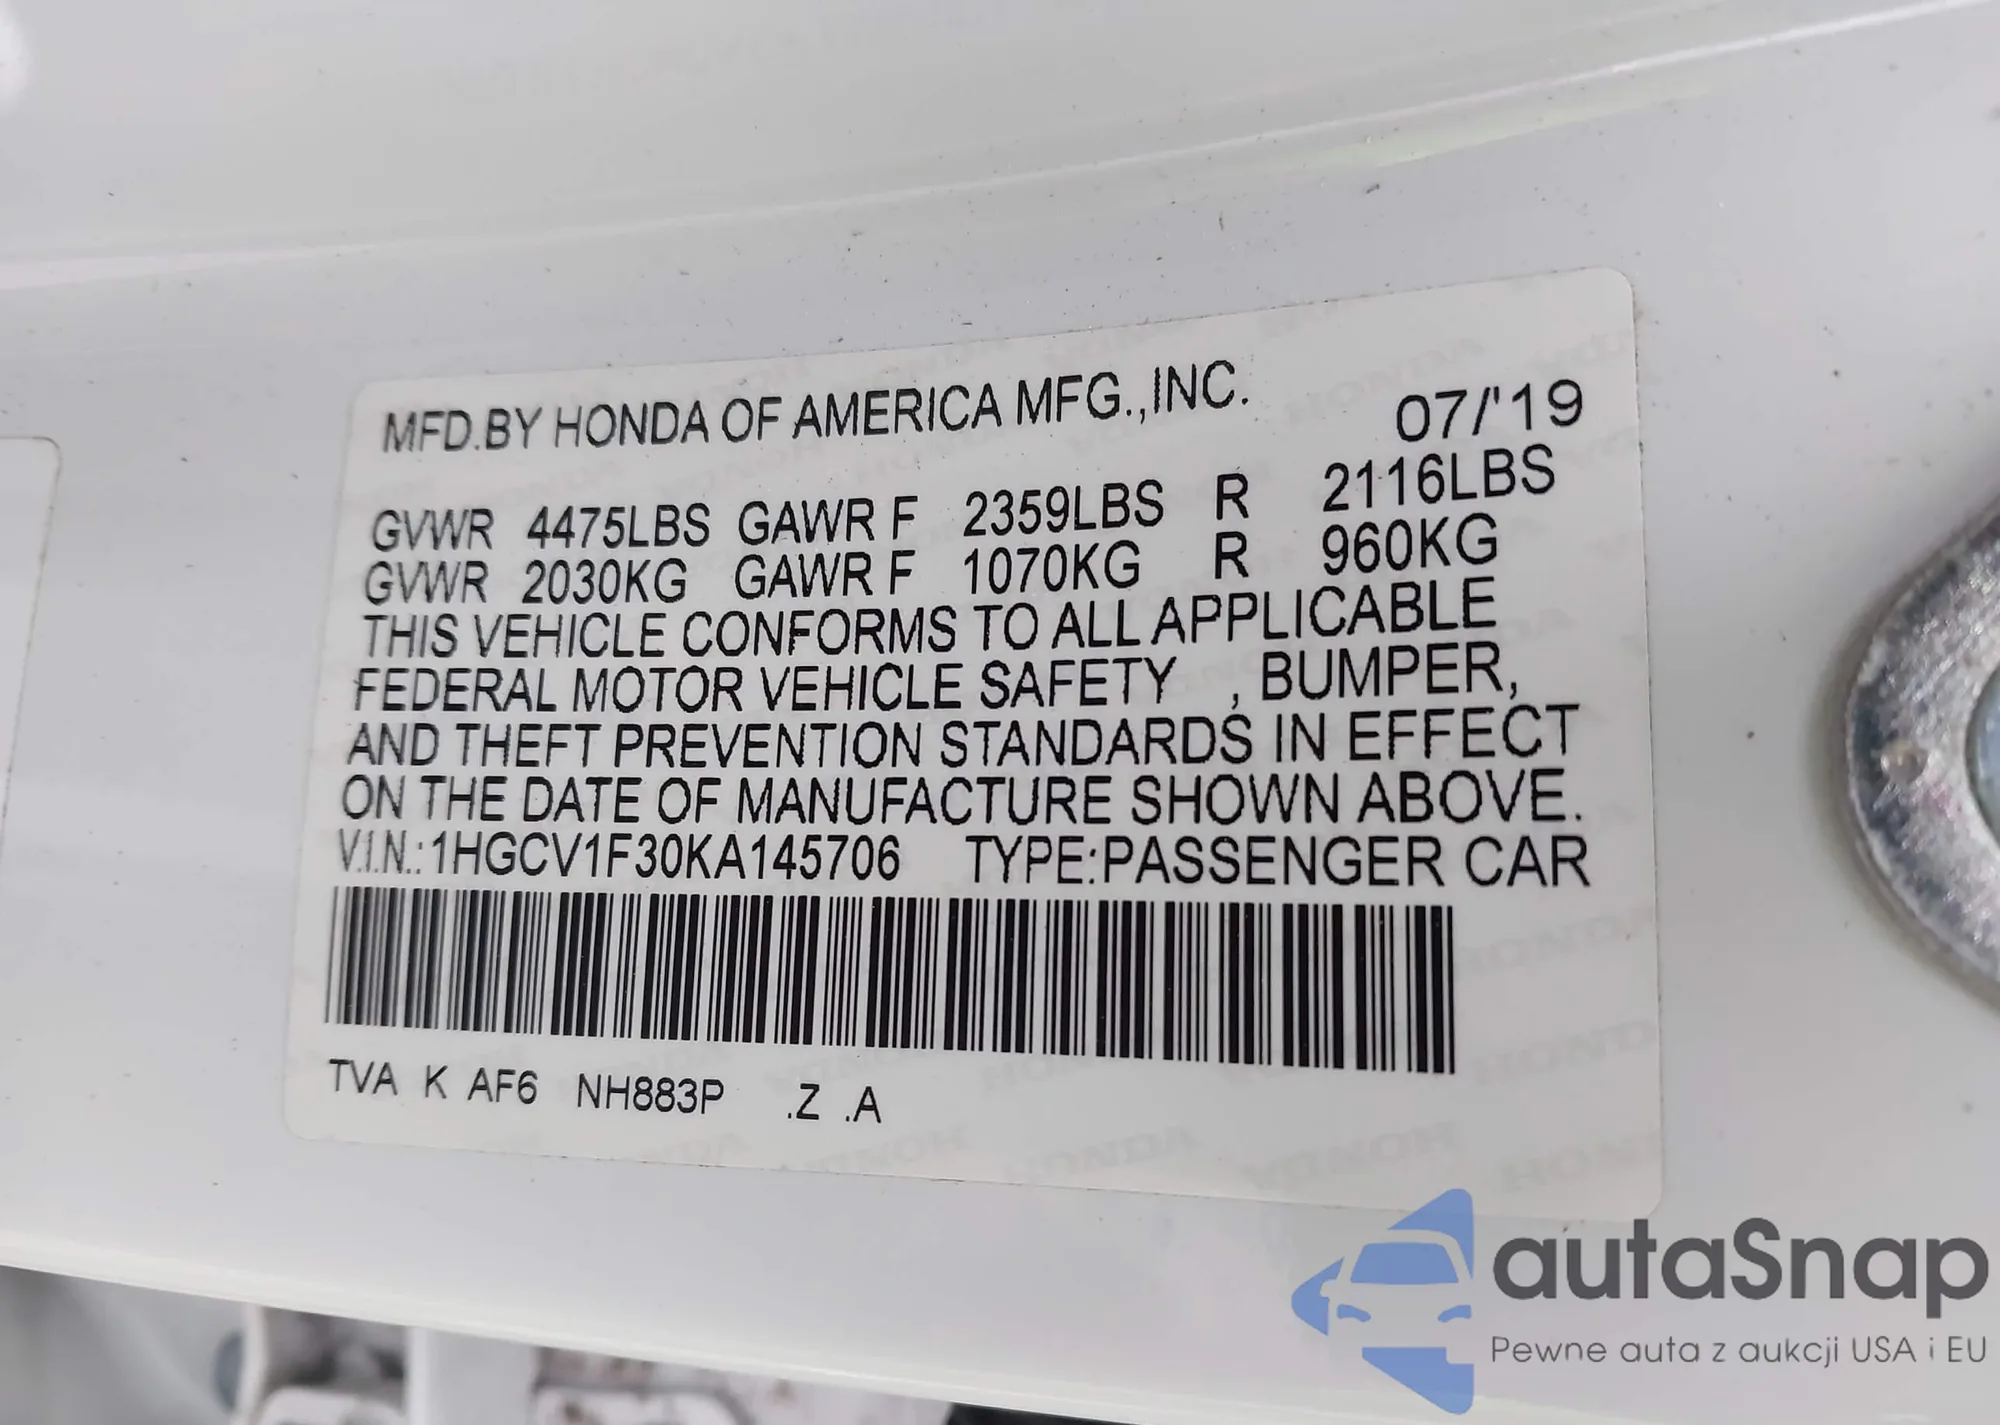 MFD.BY HONDA OF AMERICA MFG.,INC. 07/'19
GVWR 4475LBS GAWR F 2359LBS R 2116LBS
GVWR 2030KG GAWR F 1070KG R 960KG
THIS VEHICLE CONFORMS TO ALL APPLICABLE
FEDERAL MOTOR VEHICLE SAFETY , BUMPER,
AND THEFT PREVENTION STANDARDS IN EFFECT
ON THE DATE OF MANUFACTURE SHOWN ABOVE.
V.I.N.:1HGCV1F30KA145706 TYPE:PASSENGER CAR
TVA K AF6 NH883P .Z .A
autaSnap
Pewne auta z aukcji USA i EU